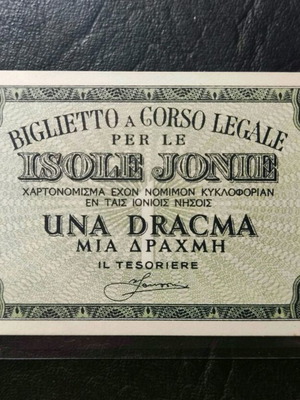 BIGLIETTO A CORSO LEGALE
PER LE
ISOLE JONIE
ΧΑΡΤΟΝΟΜΙΣΜΑ ΕΧΟΝ ΝΟΜΙΜΟΝ ΚΥΚΛΟΦΟΡΙΑΝ
ΕΝ ΤΑΙΣ ΙΟΝΙΟΙΣ ΝΗΣΟΙΣ
UNA DRACMA
ΜΙΑ ΔΡΑΧΜΗ
IL TESORIERE